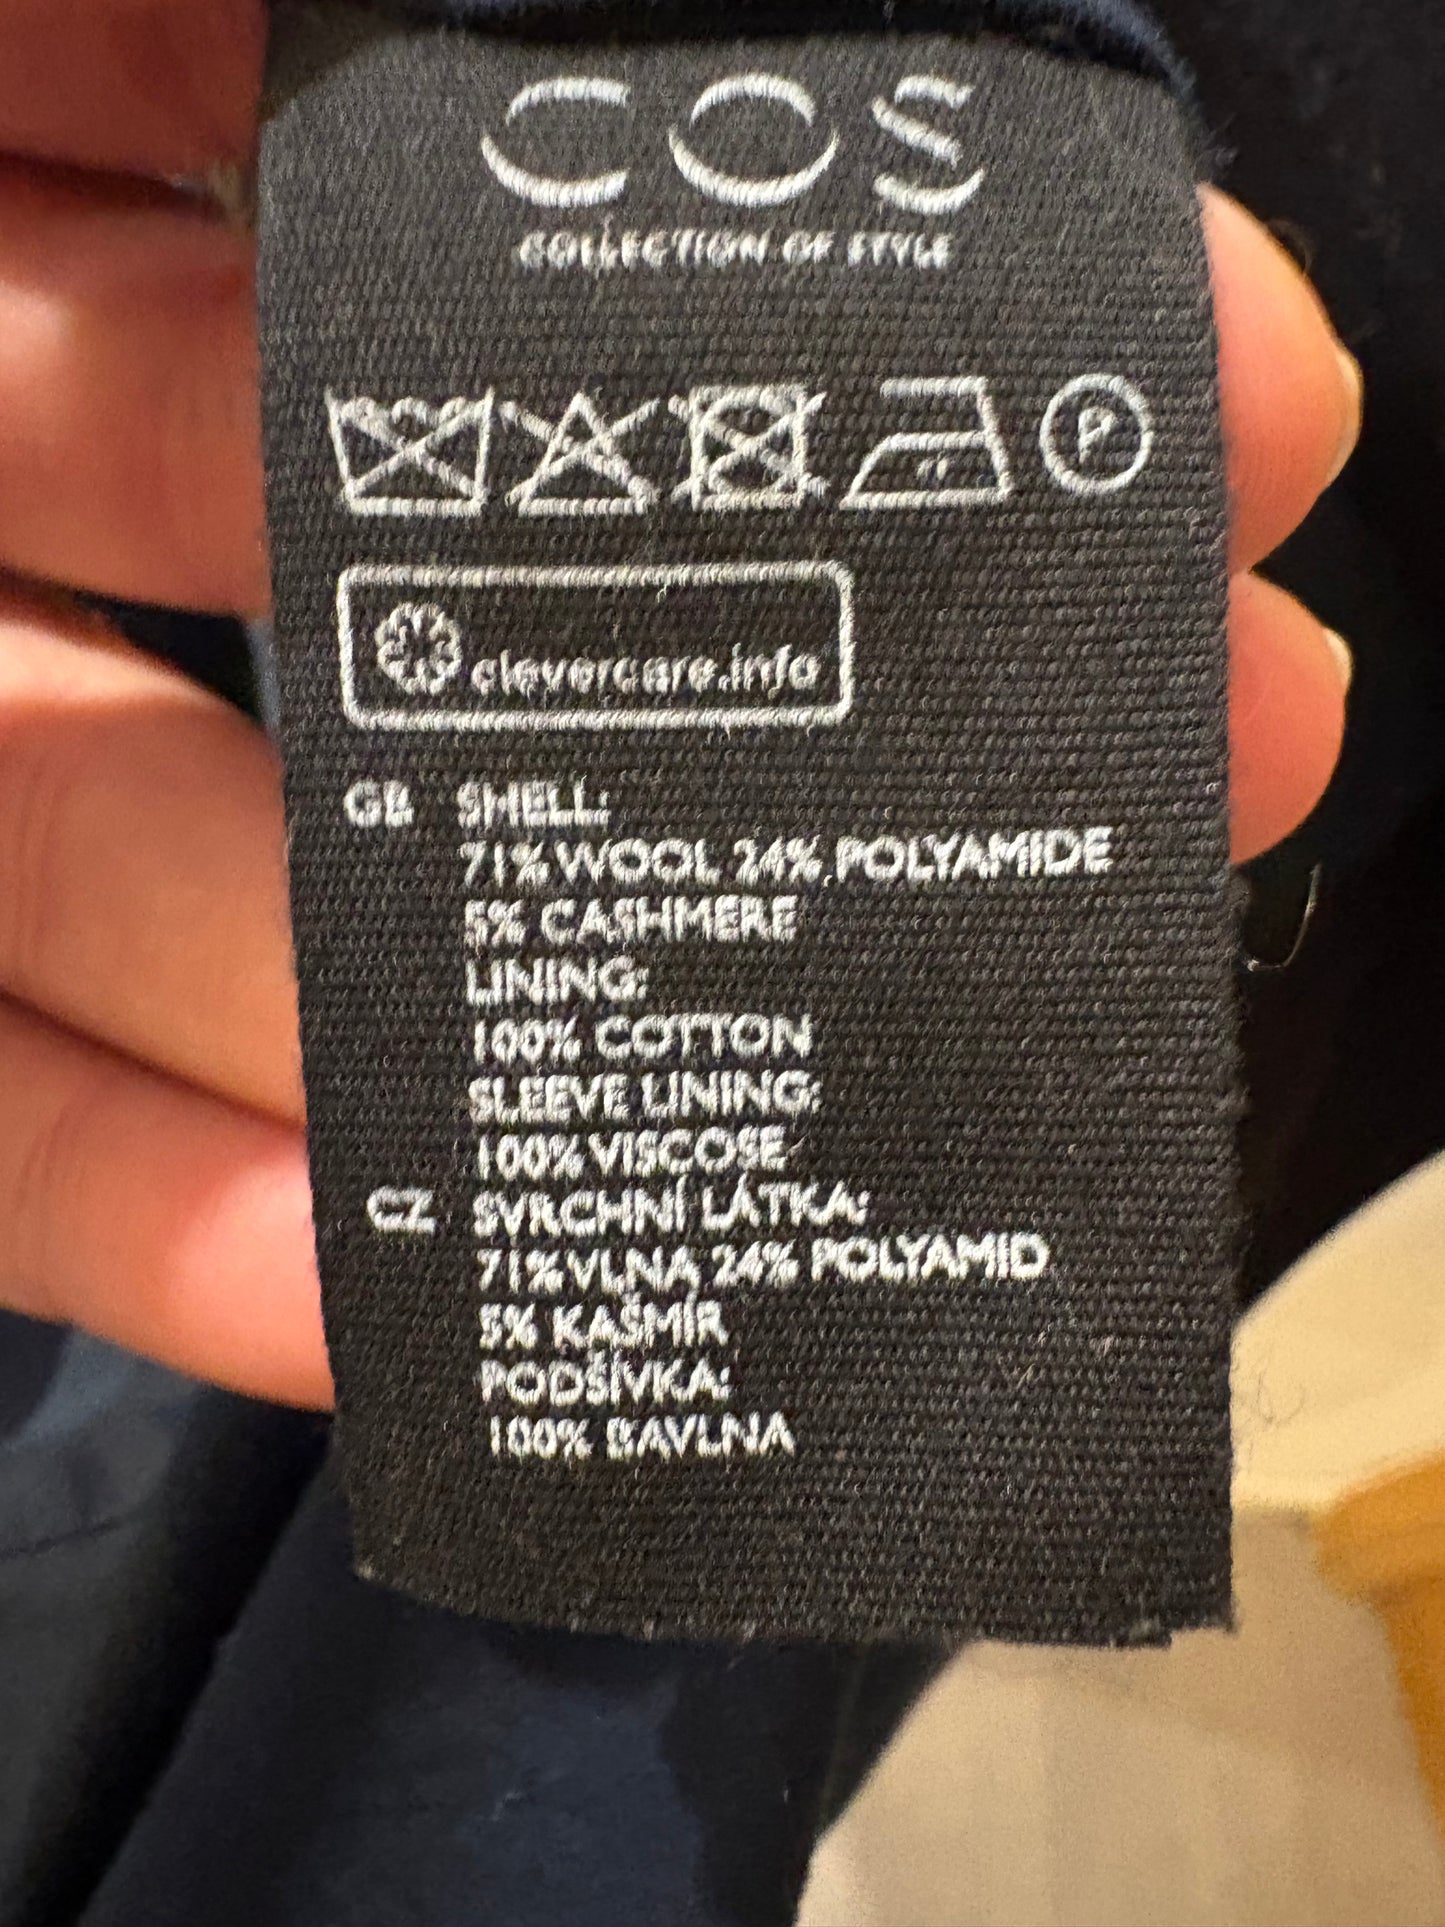 COS
COLLECTION OF STYLE
P
clevercare.info
GB SHELL:
71% WOOL 24% POLYAMIDE
5% CASHMERE
LINING:
100% COTTON
SLEEVE LINING:
100% VISCOSE
CZ SVRCHNÍ LÁTKA:
71% VLNA 24% POLYAMID
5% KAŠMÍR
PODŠÍVKA:
100% BAVLNA